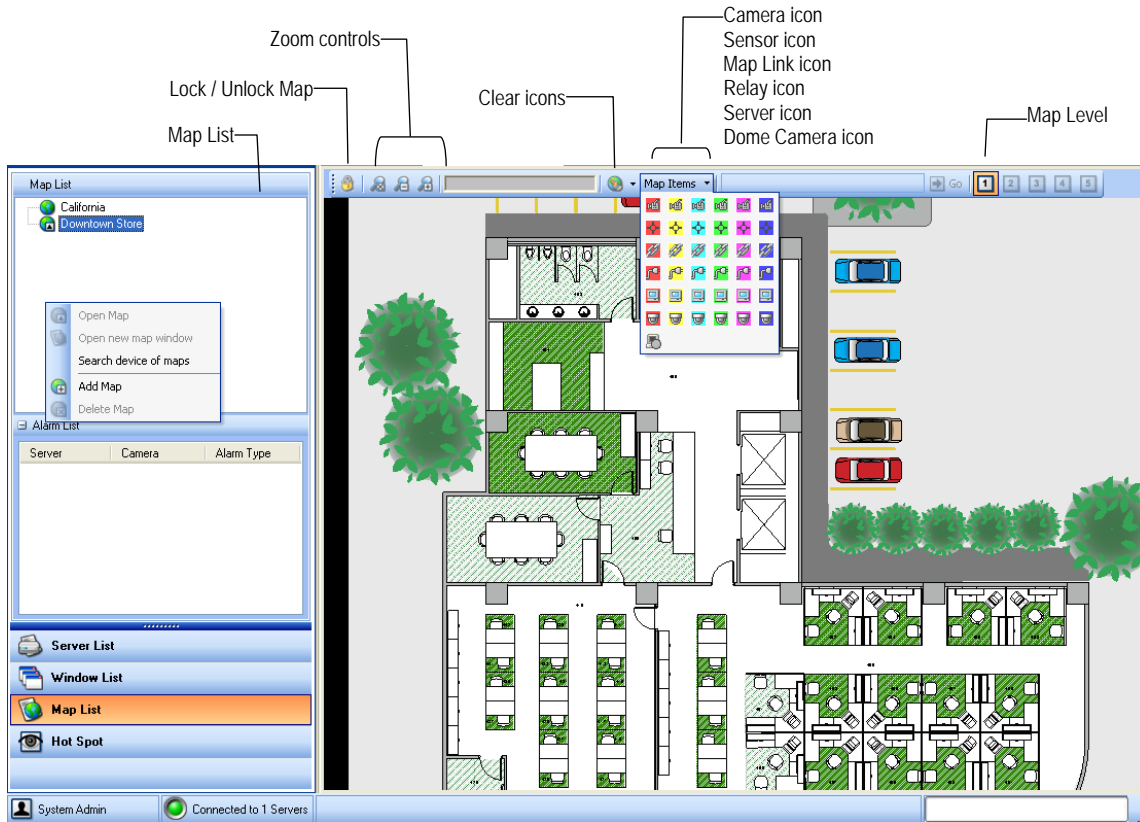 Camera icon
Sensor icon
Map Link icon
Relay icon
Server icon
Dome Camera icon
Zoom controls
Lock / Unlock Map
Clear icons
Map Level
Map List
Map List
California
Downtown Store
Map Items
Go
1
2
3
4
5
Open Map
Open new map window
Search device of maps
Add Map
Delete Map
Alarm List
Server Camera Alarm Type
Server List
Window List
Map List
Hot Spot
System Admin
Connected to 1 Servers